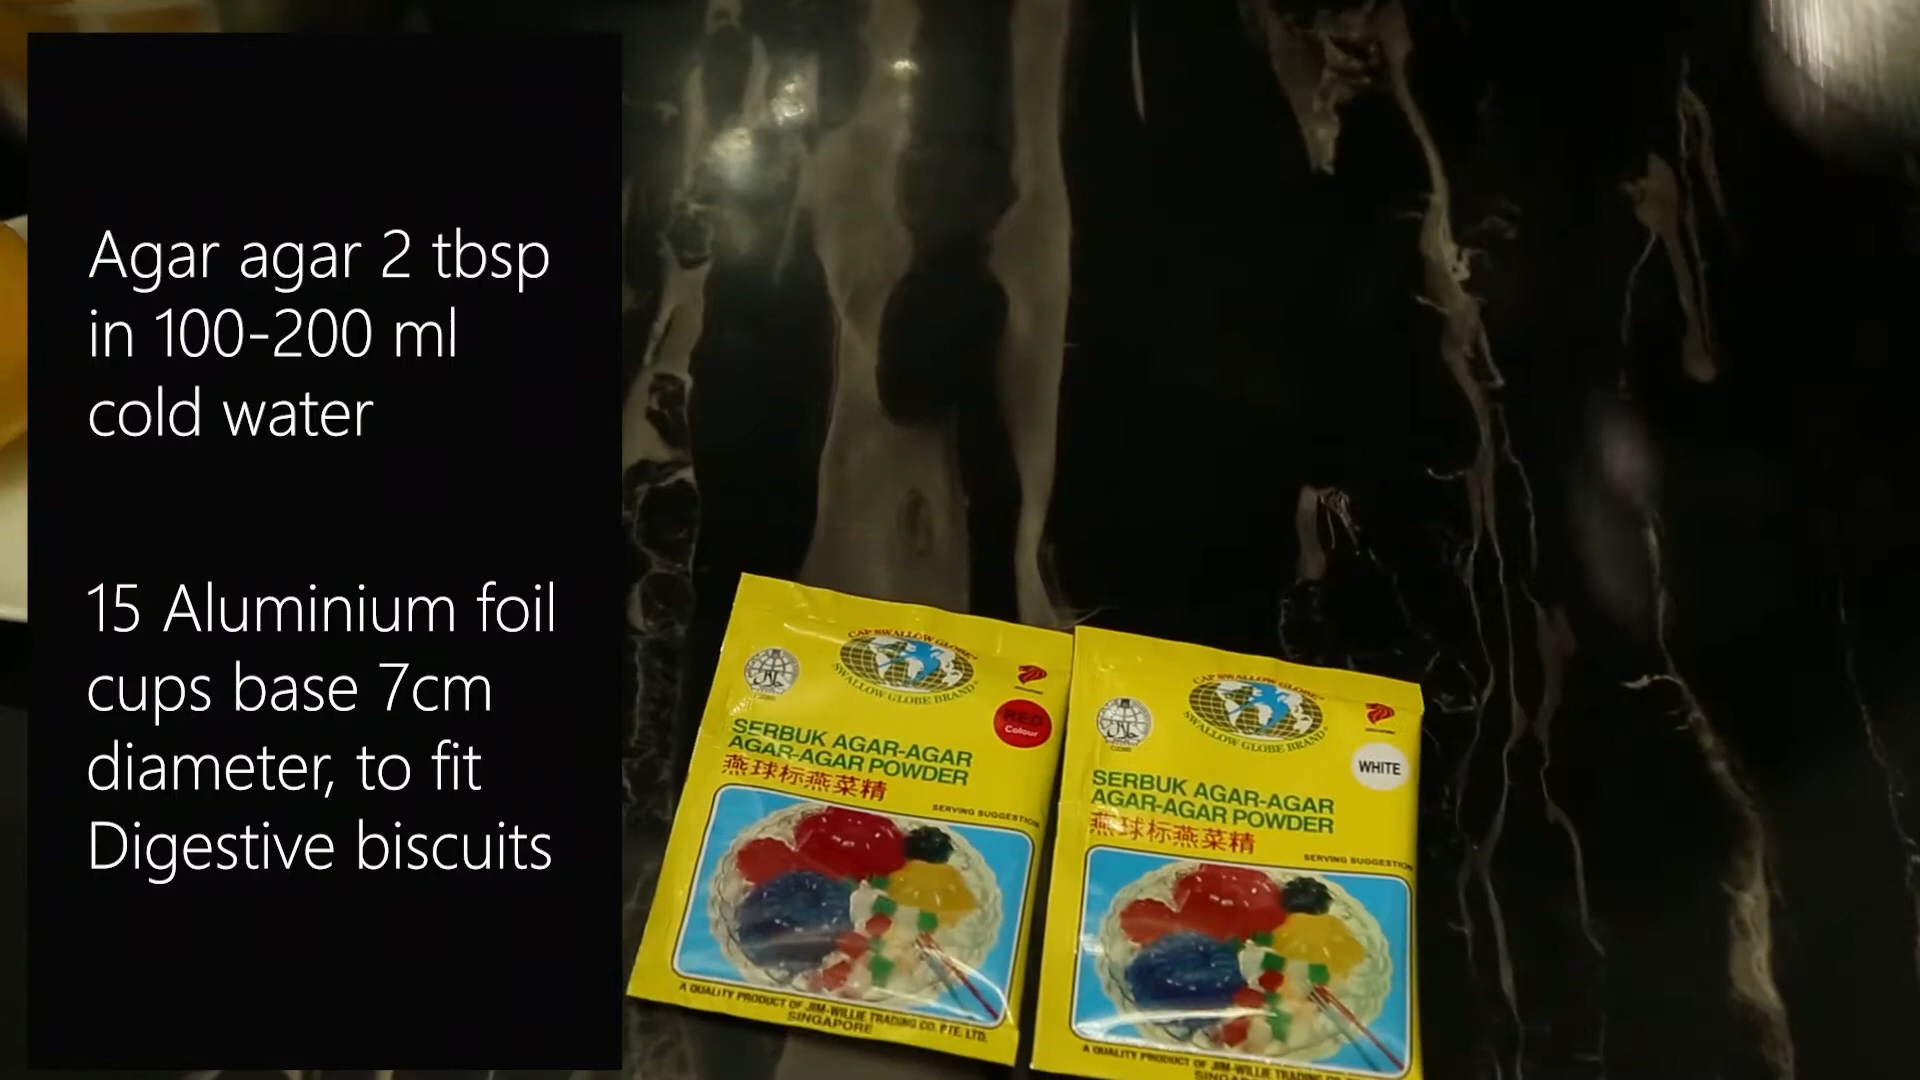 Agar agar 2 tbsp
in 100-200 ml
cold water
15 Aluminium foil
cups base 7cm
diameter, to fit
Digestive biscuits
CAP SWALLOW GLOBE
SWALLOW GLOBE BRAND
RED
Colour
SERBUK AGAR-AGAR
AGAR-AGAR POWDER
燕球标燕菜精
SERVING SUGGESTION
A QUALITY PRODUCT OF JIM-WILLIE TRADING CO. PTE. LTD.
SINGAPORE
CAP SWALLOW GLOBE
SWALLOW GLOBE BRAND
WHITE
SERBUK AGAR-AGAR
AGAR-AGAR POWDER
燕球标燕菜精
SERVING SUGGESTION
A QUALITY PRODUCT OF JIM-WILLIE TRADING CO. PTE. LTD.